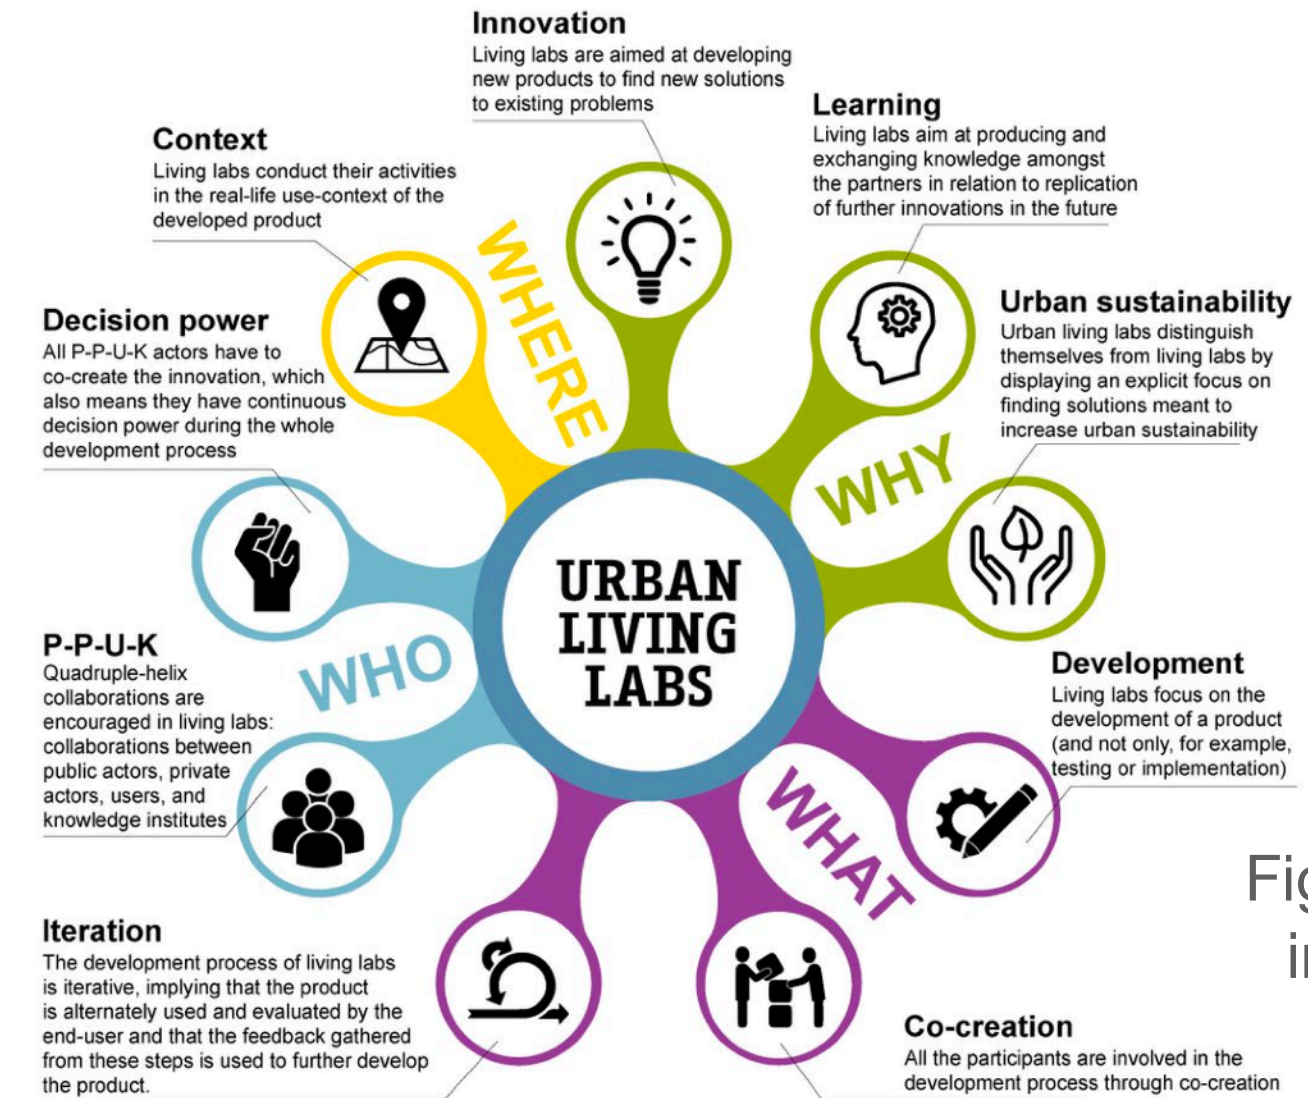 Innovation
Living labs are aimed at developing
new products to find new solutions
to existing problems
Learning
Living labs aim at producing and
exchanging knowledge amongst
the partners in relation to replication
of further innovations in the future
Context
Living labs conduct their activities
in the real-life use-context of the
developed product
WHERE
Urban sustainability
Urban living labs distinguish
themselves from living labs by
displaying an explicit focus on
finding solutions meant to
increase urban sustainability
Decision power
All P-P-U-K actors have to
co-create the innovation, which
also means they have continuous
decision power during the whole
development process
WHY
URBAN
LIVING
LABS
P-P-U-K
Quadruple-helix
collaborations are
encouraged in living labs:
collaborations between
public actors, private
actors, users, and
knowledge institutes
WHO
Development
Living labs focus on the
development of a product
(and not only, for example,
testing or implementation)
WHAT
Iteration
The development process of living labs
is iterative, implying that the product
is alternately used and evaluated by the
end-user and that the feedback gathered
from these steps is used to further develop
the product.
Co-creation
All the participants are involved in the
development process through co-creation